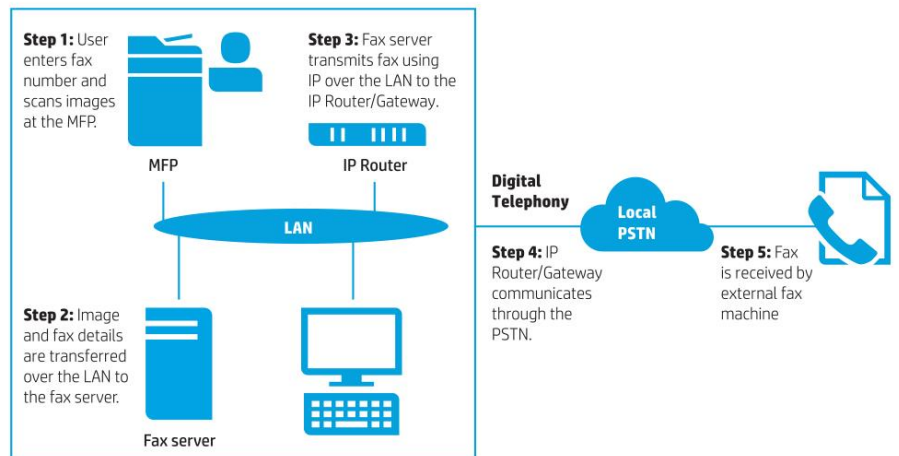 Step 1: User
enters fax
number and
scans images
at the MFP.
MFP
Step 3: Fax server
transmits fax using
IP over the LAN to the
IP Router/Gateway.
IP Router
LAN
Step 2: Image
and fax details
are transferred
over the LAN to
the fax server.
Fax server
Digital
Telephony
Local
PSTN
Step 4: IP
Router/Gateway
communicates
through the
PSTN.
Step 5: Fax
is received by
external fax
machine